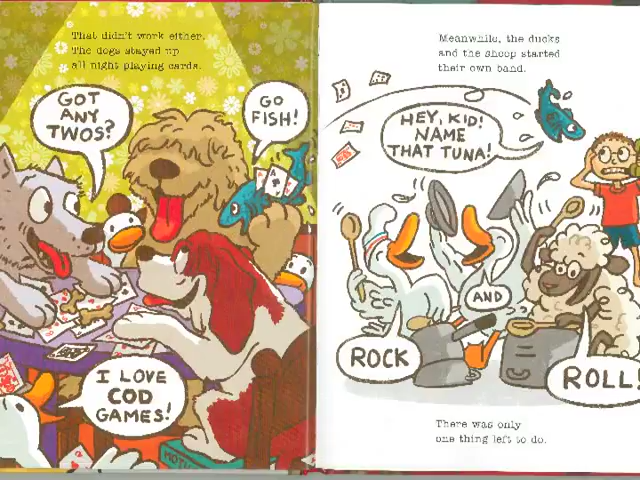 That didn't work either.
The dogs stayed up
all night playing cards.
GOT
ANY
TWOS?
GO
FISH!
I LOVE
COD
GAMES!
Meanwhile, the ducks
and the sheep started
their own band.
HEY, KID!
NAME
THAT TUNA!
AND
ROCK
ROLL!
There was only
one thing left to do.